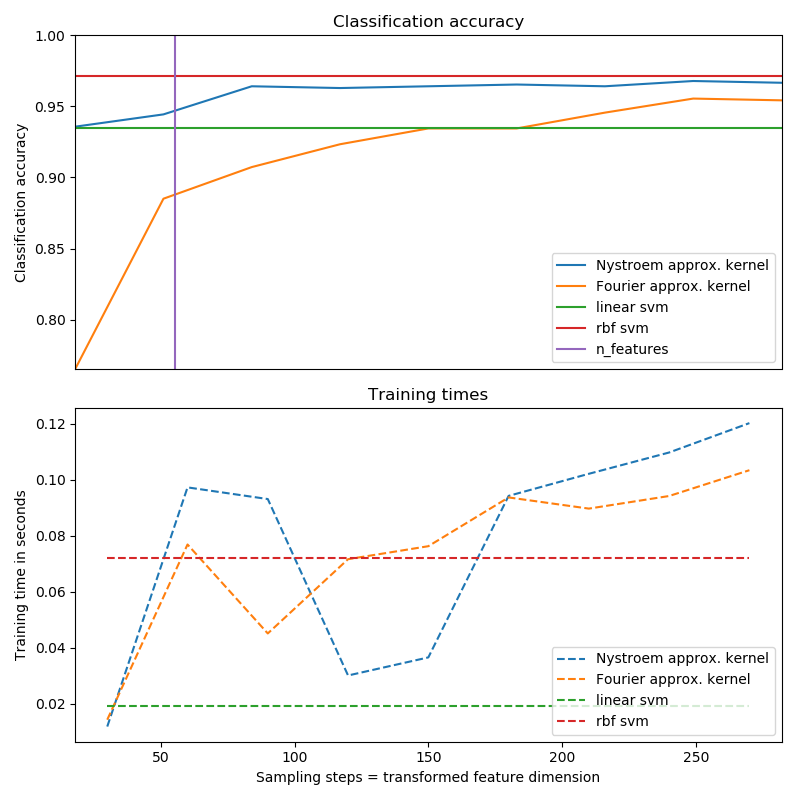 Classification accuracy
1.00
0.95
0.90
0.85
0.80
Classification accuracy
Nystroem approx. kernel
Fourier approx. kernel
linear svm
rbf svm
n_features
Training times
0.12
0.10
0.08
0.06
0.04
0.02
Training time in seconds
Nystroem approx. kernel
Fourier approx. kernel
linear svm
rbf svm
50
100
150
200
250
Sampling steps = transformed feature dimension